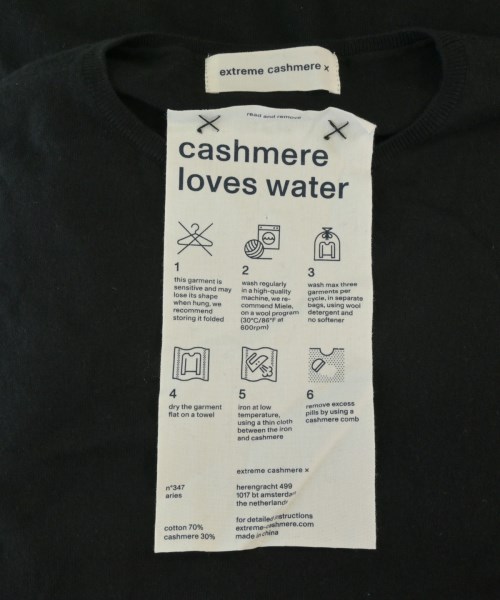 extreme cashmere x
read and remove
cashmere
loves water
1
this garment is
sensitive and may
lose its shape
when hung, we
recommend
storing it folded
2
wash regularly
in a high-quality
machine, we re-
commend Miele,
on a wool program
(30°C/86°F at
600rpm)
3
wash max three
garments per
cycle, in separate
bags, using wool
detergent and
no softener
4
dry the garment
flat on a towel
5
iron at low
temperature,
using a thin cloth
between the iron
and cashmere
6
remove excess
pills by using a
cashmere comb
extreme cashmere x
n°347
aries
herengracht 499
1017 bt amsterdam
the netherlands
cotton 70%
cashmere 30%
for detailed instructions
extreme-cashmere.com
made in china